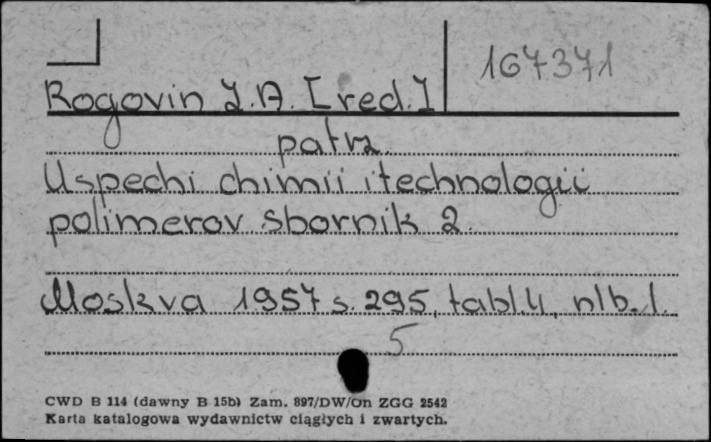 167371
Rogovin Z.A. [red.]
patrz
Uspechi chimii i technologii
polimerov sbornik 2.
Moskva 1957 s. 295, tabl. 4, nlb. 1.
5
CWD B 114 (dawny B 15b) Zam. 897/DW/On ZGG 2542
Karta katalogowa wydawnictw ciągłych i zwartych.